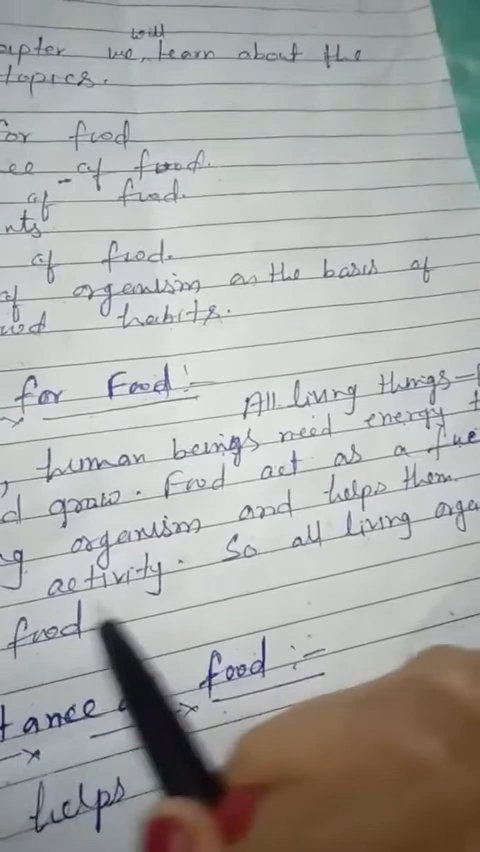 will
apter we learn about the
topics.
for food
ee of food.
of food.
nts
of food.
of organism on the basis of
habits.
for Food :-
All living things-
, human beings need energy t
d grow. Food act as a fue
g organism and helps them
activity. So all living orga
food
tance food :-
helps